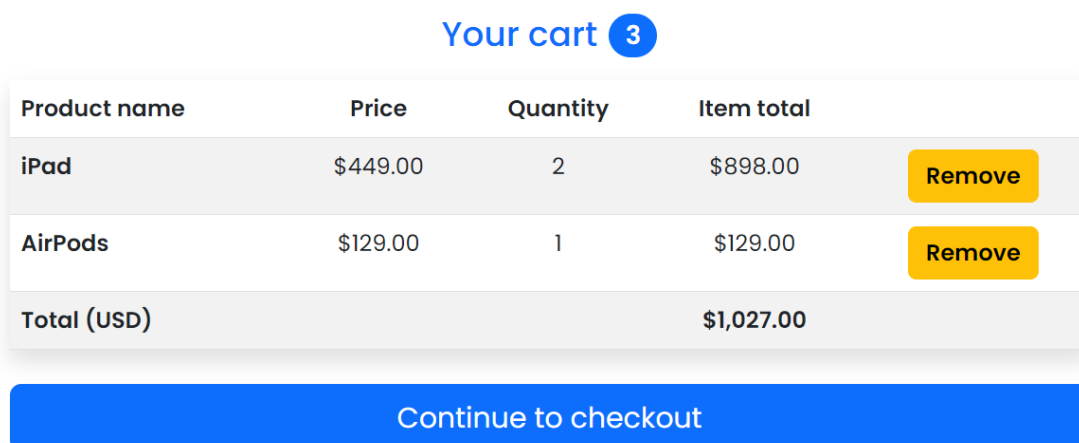 Your cart 3
Product name Price Quantity Item total
iPad $449.00 2 $898.00 Remove
AirPods $129.00 1 $129.00 Remove
Total (USD) $1,027.00
Continue to checkout